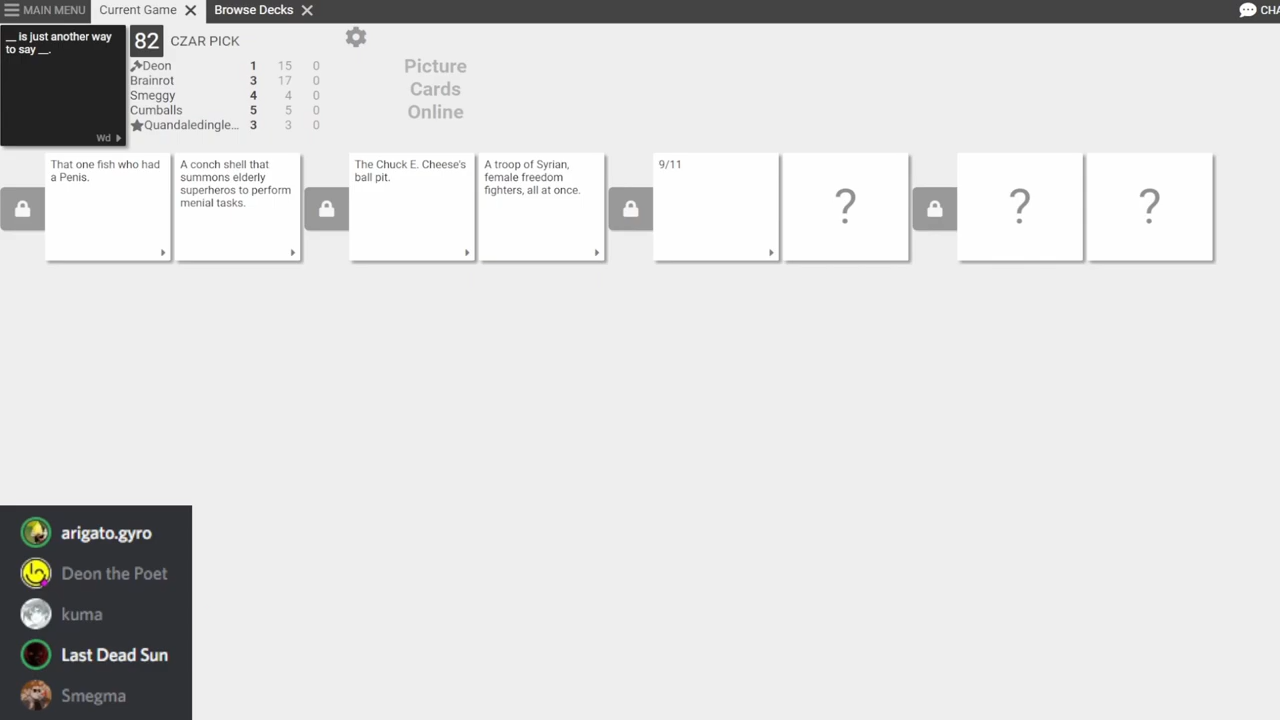 MAIN MENU
Current Game
Browse Decks
__ is just another way
to say __.
Wd
82 CZAR PICK
Deon 1 15 0
Brainrot 3 17 0
Smeggy 4 4 0
Cumballs 5 5 0
Quandaledingle... 3 3 0
Picture
Cards
Online
That one fish who had
a Penis.
A conch shell that
summons elderly
superheros to perform
menial tasks.
The Chuck E. Cheese's
ball pit.
A troop of Syrian,
female freedom
fighters, all at once.
9/11
?
?
?
arigato.gyro
Deon the Poet
kuma
Last Dead Sun
Smegma